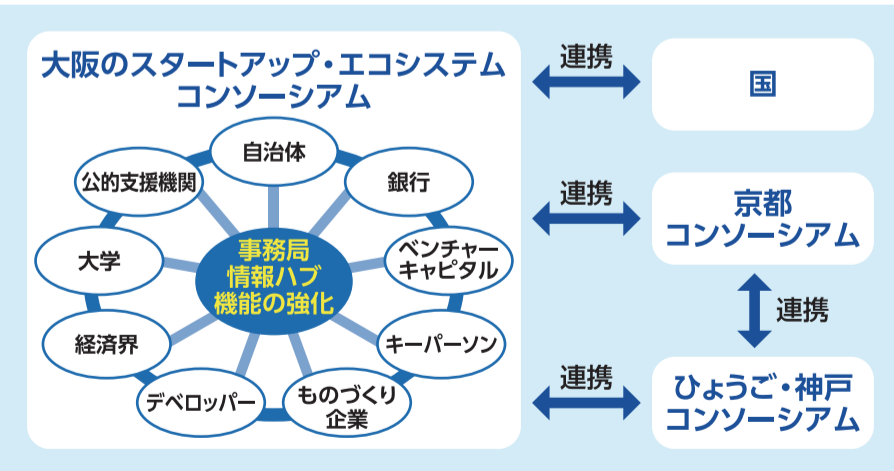 大阪のスタートアップ・エコシステム
コンソーシアム
自治体
公的支援機関
銀行
大学
事務局
情報ハブ
機能の強化
ベンチャー
キャピタル
経済界
キーパーソン
デベロッパー
ものづくり
企業
連携
国
連携
京都
コンソーシアム
連携
連携
ひょうご・神戸
コンソーシアム